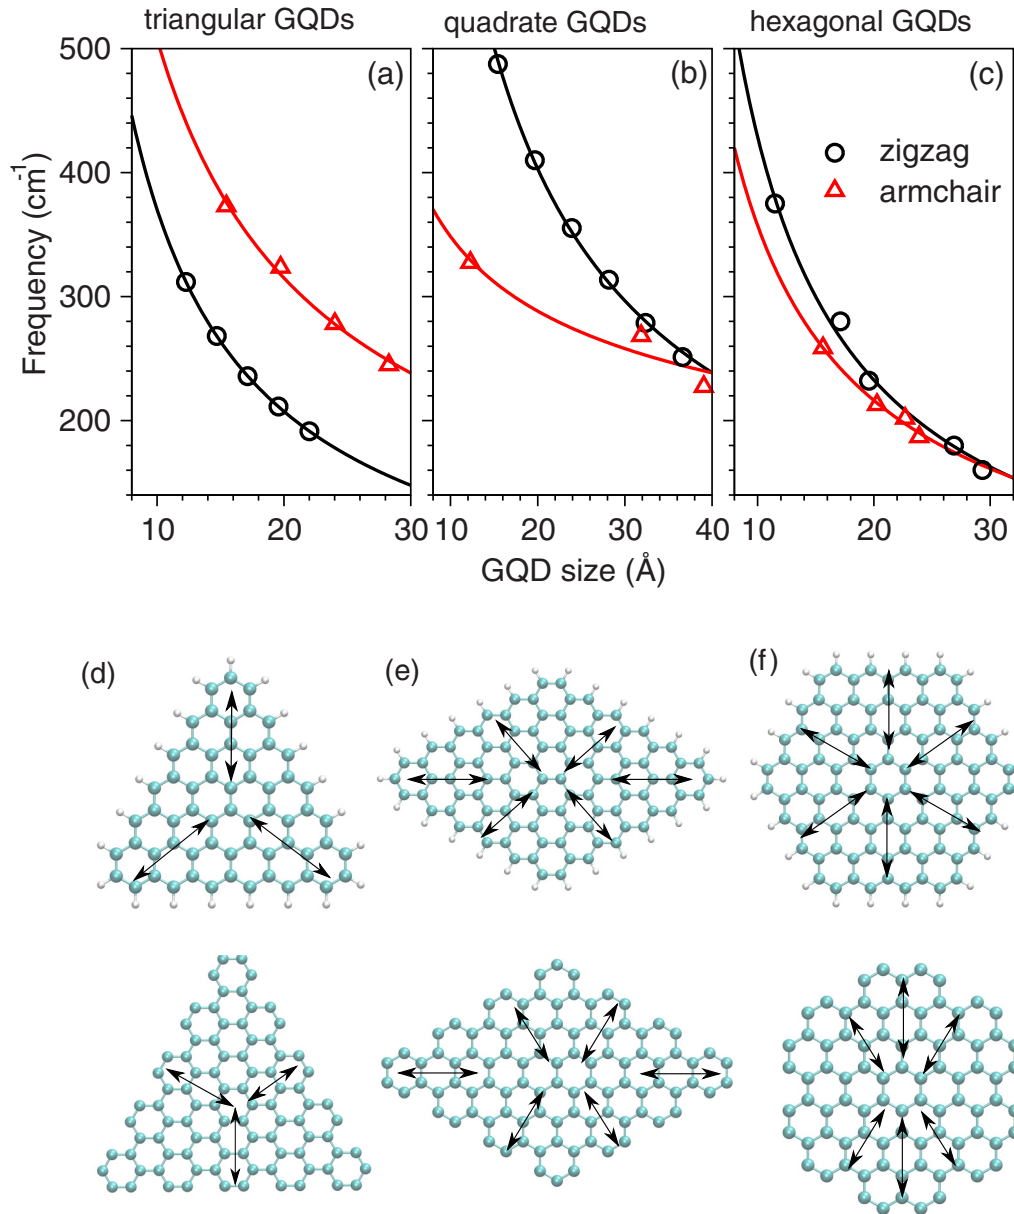 triangular GQDs quadrate GQDs hexagonal GQDs
500 (a) (b) (c)
zigzag
400 armchair
Frequency (cm-1)
300
200
10 20 30 10 20 30 40 10 20 30
GQD size (Å)
(d) (e) (f)